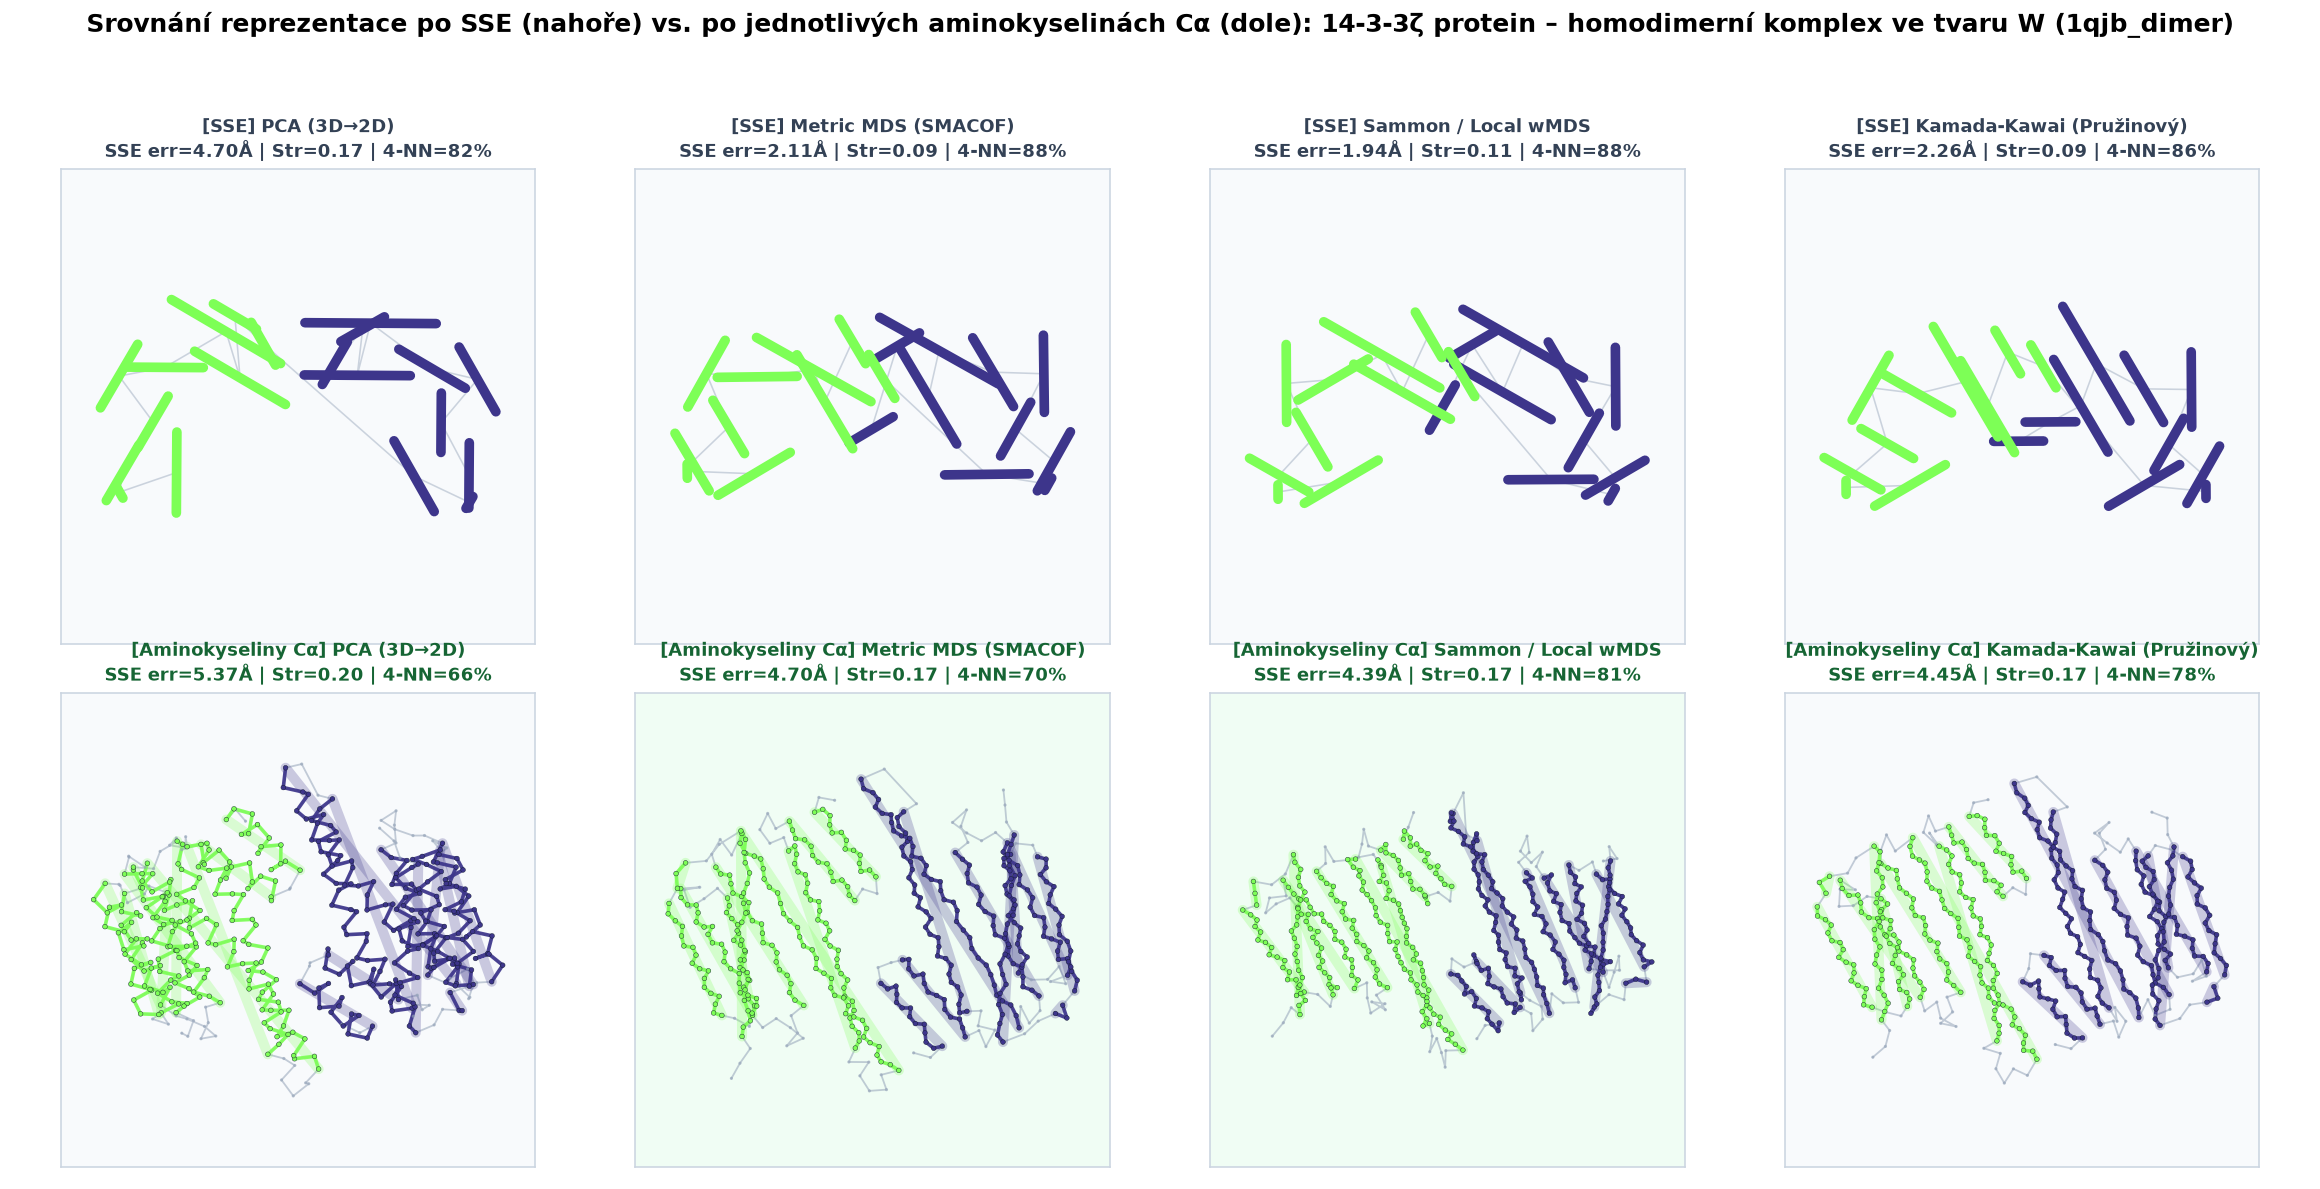 Srovnání reprezentace po SSE (nahoře) vs. po jednotlivých aminokyselinách Cα (dole): 14-3-3ζ protein – homodimerní komplex ve tvaru W (1qjb_dimer)
[SSE] PCA (3D→2D)
SSE err=4.70Å | Str=0.17 | 4-NN=82%
[SSE] Metric MDS (SMACOF)
SSE err=2.11Å | Str=0.09 | 4-NN=88%
[SSE] Sammon / Local wMDS
SSE err=1.94Å | Str=0.11 | 4-NN=88%
[SSE] Kamada-Kawai (Pružinový)
SSE err=2.26Å | Str=0.09 | 4-NN=86%
[Aminokyseliny Cα] PCA (3D→2D)
SSE err=5.37Å | Str=0.20 | 4-NN=66%
[Aminokyseliny Cα] Metric MDS (SMACOF)
SSE err=4.70Å | Str=0.17 | 4-NN=70%
[Aminokyseliny Cα] Sammon / Local wMDS
SSE err=4.39Å | Str=0.17 | 4-NN=81%
[Aminokyseliny Cα] Kamada-Kawai (Pružinový)
SSE err=4.45Å | Str=0.17 | 4-NN=78%